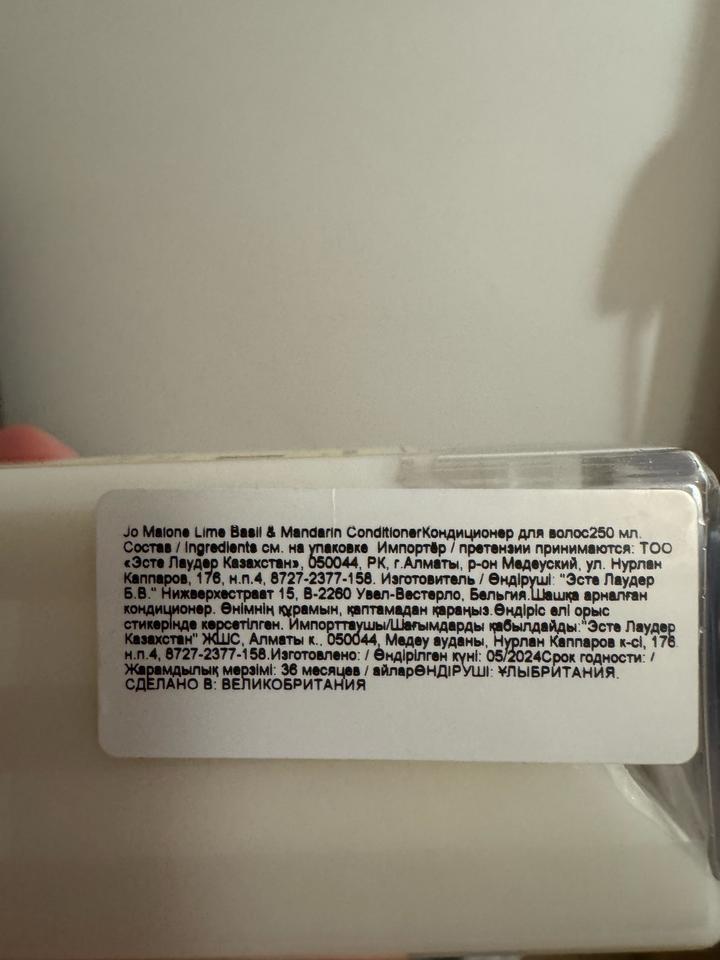 Jo Malone Lime Basil & Mandarin ConditionerКондиционер для волос250 мл.
Состав / Ingredients см. на упаковке Импортёр / претензии принимаются: ТОО
«Эсте Лаудер Казахстан», 050044, РК, г.Алматы, р-он Медеуский, ул. Нурлан
Каппаров, 176, н.п.4, 8727-2377-158. Изготовитель / Өндіруші: "Эсте Лаудер
Б.В." Нижверхестраат 15, B-2260 Увел-Вестерло, Бельгия.Шашқа арналған
кондиционер. Өнімнің құрамын, қаптамадан қараңыз.Өндіріс елі орыс
стикерінде көрсетілген. Импорттаушы/Шағымдарды қабылдайды:"Эсте Лаудер
Казахстан" ЖШС, Алматы к., 050044, Медеу ауданы, Нурлан Каппаров к-сі, 176
н.п.4, 8727-2377-158.Изготовлено: / Өндірілген күні: 05/2024Срок годности: /
Жарамдылық мерзімі: 36 месяцев / айларӨНДІРУШІ: ҰЛЫБРИТАНИЯ.
СДЕЛАНО В: ВЕЛИКОБРИТАНИЯ